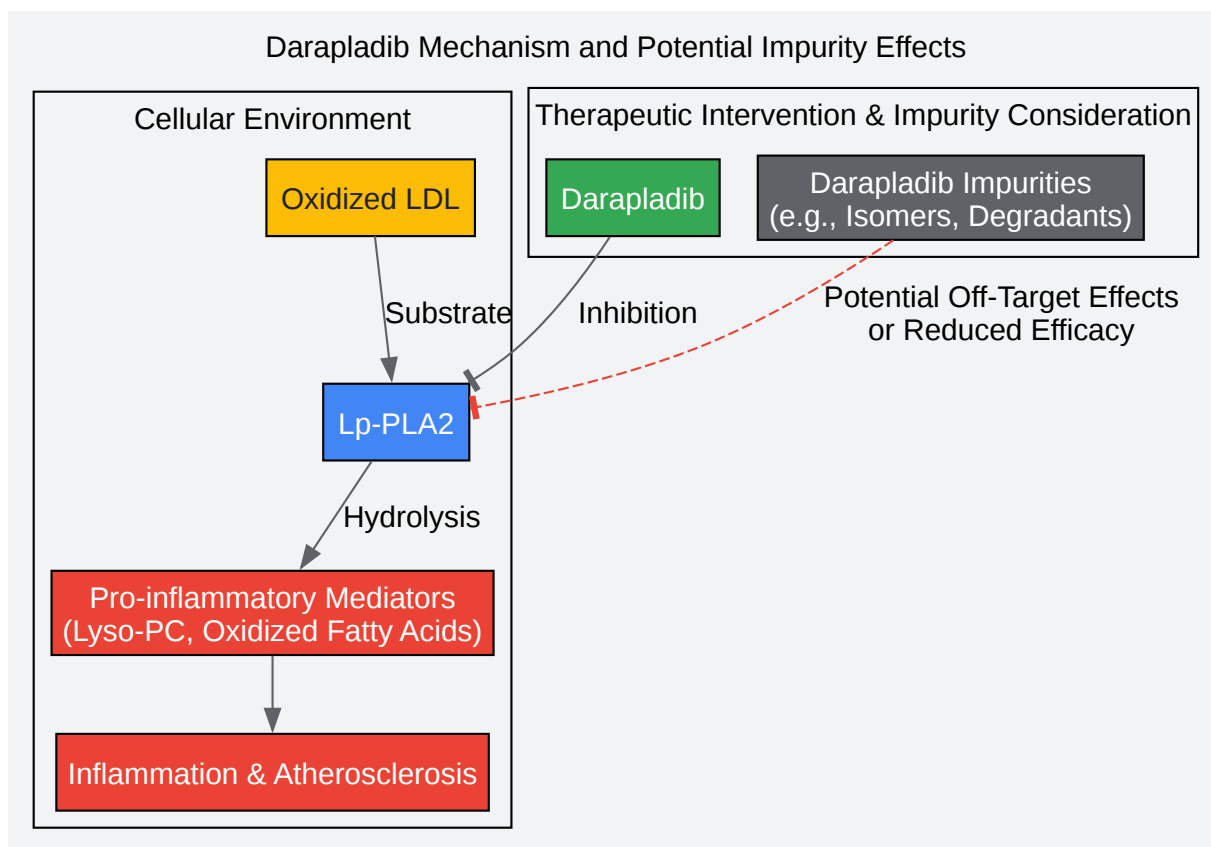 Darapladib Mechanism and Potential Impurity Effects
Cellular Environment
Therapeutic Intervention & Impurity Consideration
Oxidized LDL
Darapladib
Darapladib Impurities
(e.g., Isomers, Degradants)
Substrate
Inhibition
Potential Off-Target Effects
or Reduced Efficacy
Lp-PLA2
Hydrolysis
Pro-inflammatory Mediators
(Lyso-PC, Oxidized Fatty Acids)
Inflammation & Atherosclerosis